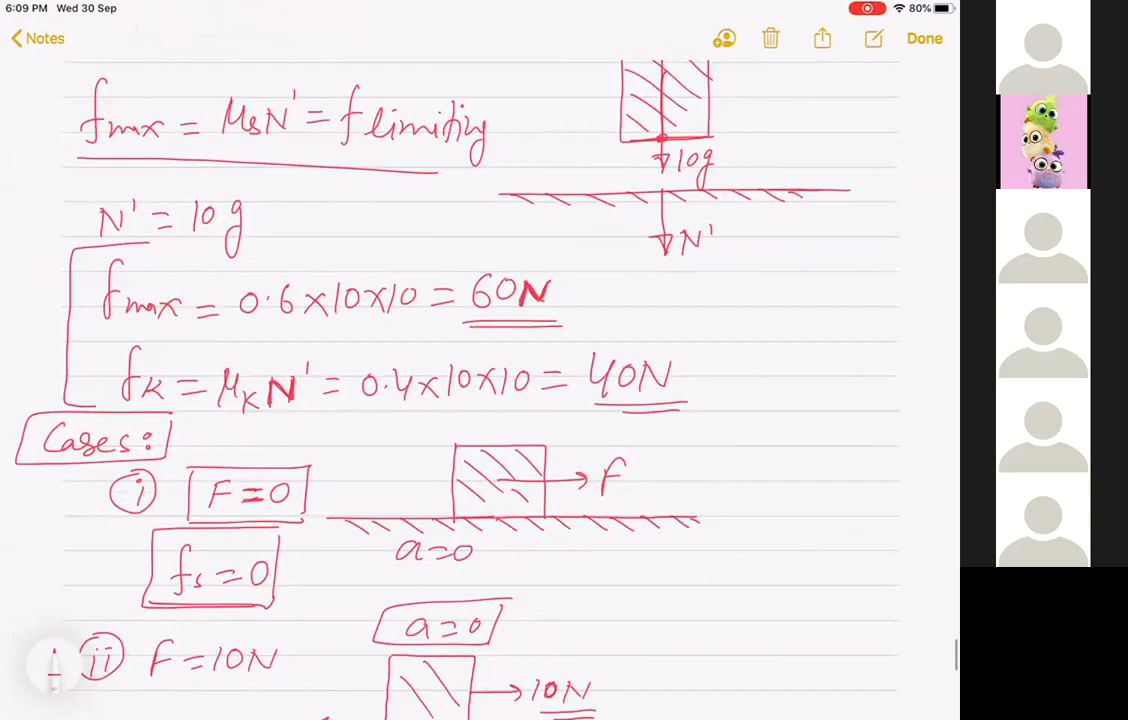 6:09 PM Wed 30 Sep
80%
Notes
Done
fmax = μsN' = flimiting
10g
N' = 10g
N'
fmax = 0.6×10×10 = 60N
fK = μKN' = 0.4×10×10 = 40N
Cases:
i F=0
F
fs = 0
a=0
a=0
ii F=10N
10N